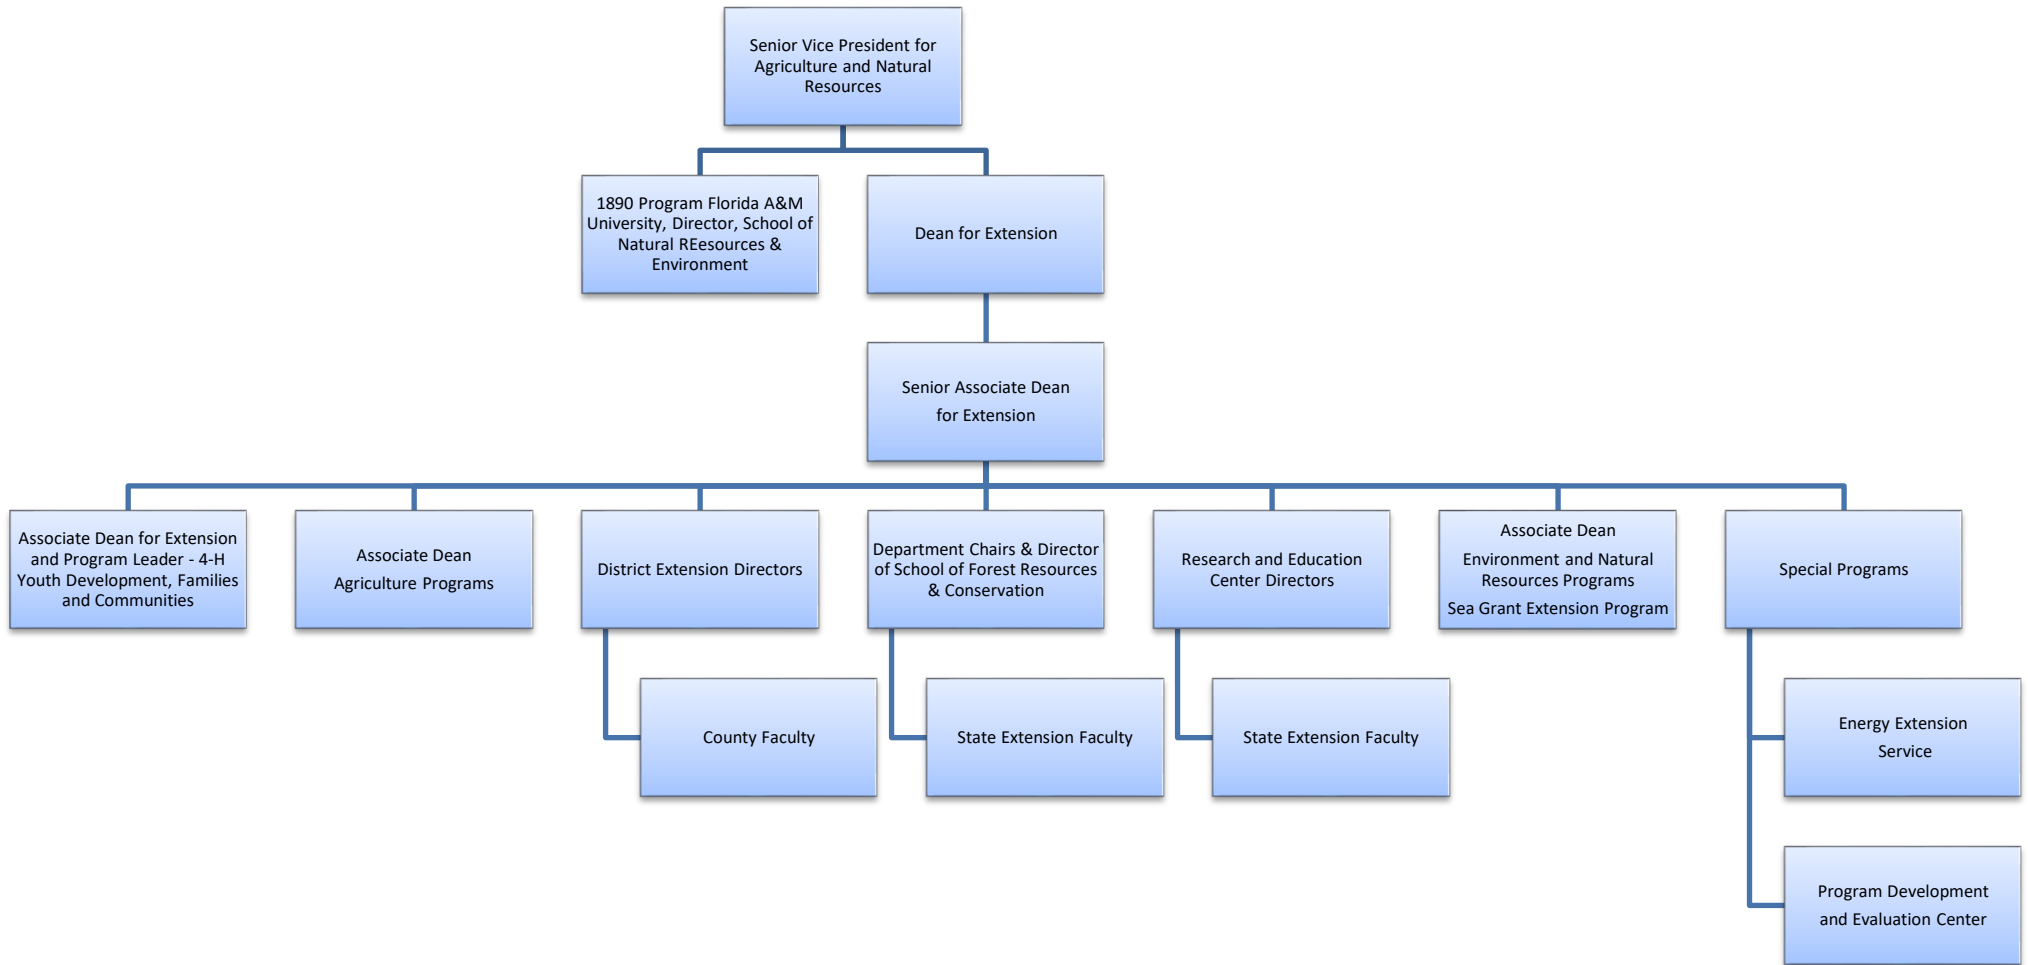 Senior Vice President for
Agriculture and Natural
Resources
1890 Program Florida A&M
University, Director, School of
Natural REesources &
Environment
Dean for Extension
Senior Associate Dean
for Extension
Associate Dean for Extension
and Program Leader - 4-H
Youth Development, Families
and Communities
Associate Dean
Agriculture Programs
District Extension Directors
Department Chairs & Director
of School of Forest Resources
& Conservation
Research and Education
Center Directors
Associate Dean
Environment and Natural
Resources Programs
Sea Grant Extension Program
Special Programs
County Faculty
State Extension Faculty
State Extension Faculty
Energy Extension
Service
Program Development
and Evaluation Center